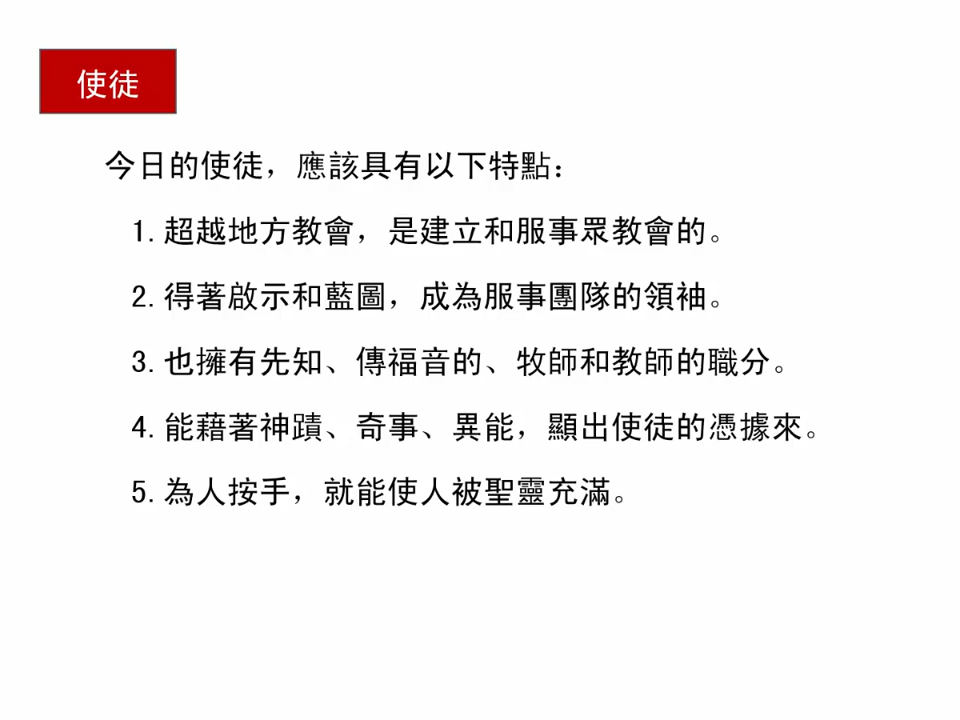 使徒
今日的使徒，應該具有以下特點：
1.超越地方教會，是建立和服事眾教會的。
2.得著啟示和藍圖，成為服事團隊的領袖。
3.也擁有先知、傳福音的、牧師和教師的職分。
4.能藉著神蹟、奇事、異能，顯出使徒的憑據來。
5.為人按手，就能使人被聖靈充滿。